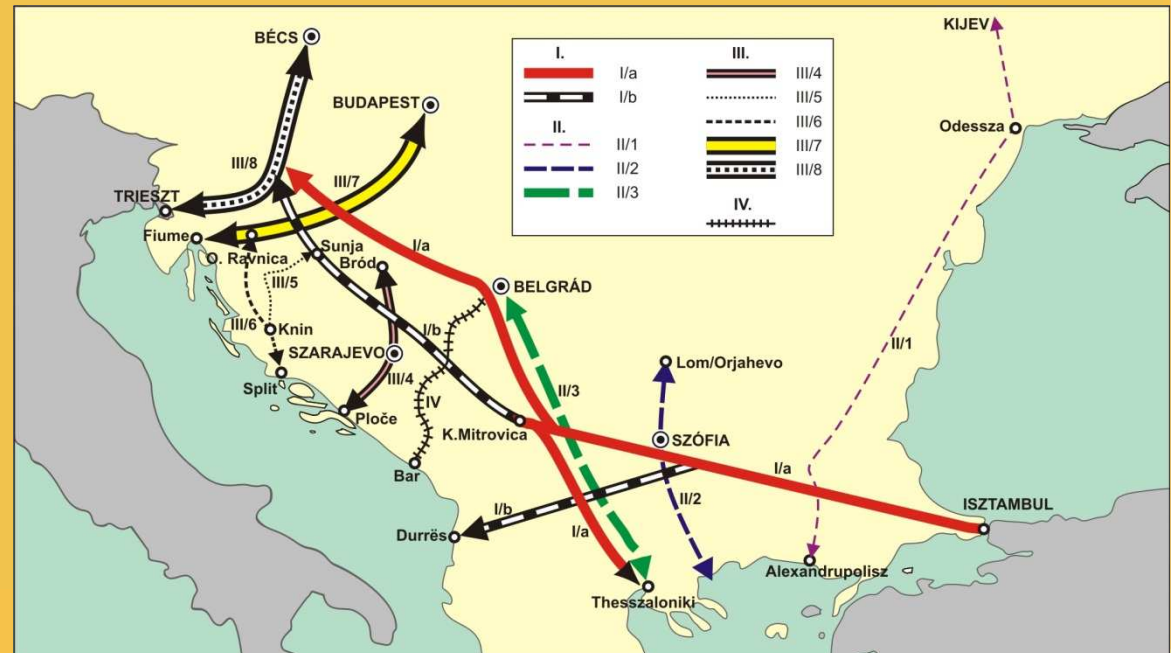 BÉCS
BUDAPEST
KIJEV
Odessza
I.
I/a
I/b
II.
II/1
II/2
II/3
III.
III/4
III/5
III/6
III/7
III/8
IV.
III/8
III/7
TRIESZT
Fiume
O. Ravnica
Sunja
Bród
I/a
III/5
BELGRÁD
III/6
Knin
I/b
SZARAJEVO
III/4
Split
Ploče
IV
II/3
Lom/Orjahevo
II/1
K.Mitrovica
SZÓFIA
Bar
I/a
II/2
ISZTAMBUL
I/b
I/a
Durrës
Alexandrupolisz
Thesszaloniki